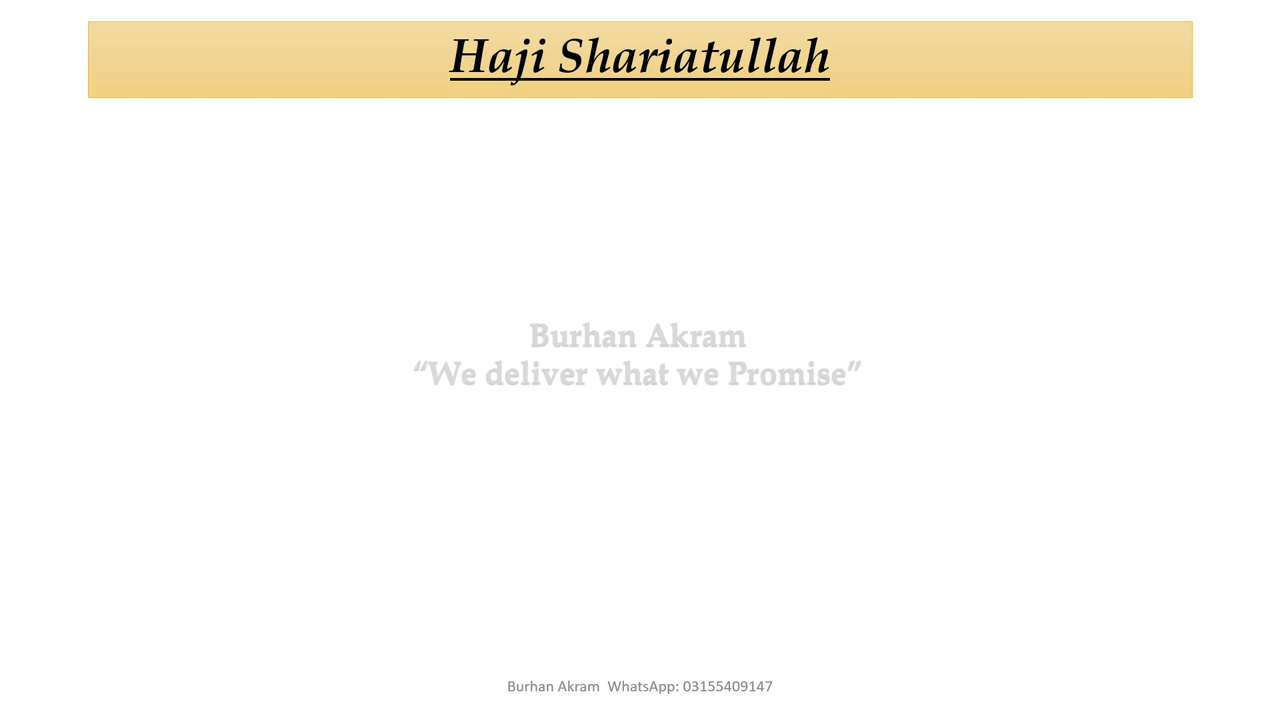 Haji Shariatullah
Burhan Akram
“We deliver what we Promise”
Burhan Akram  WhatsApp: 03155409147